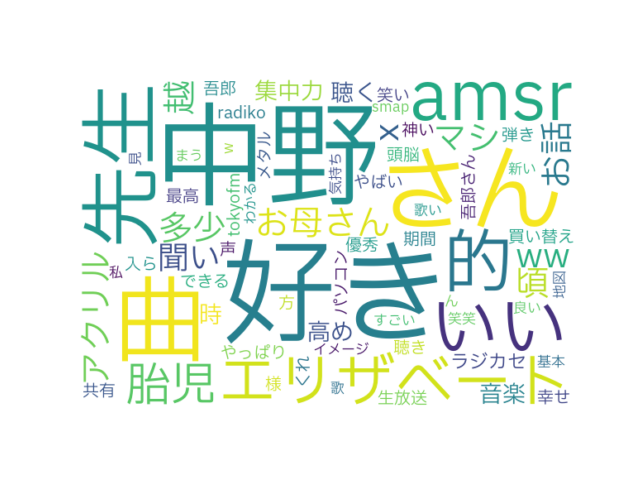 吾郎
集中力
聴く
笑い
amsr
越
smap
radiko
x
神い
弾き
先生
中野
メタル
マシ
お話
見
まう
w
tokyofm
わかる
気持ち
頭脳
やばい
吾郎さん
さん
新い
最高
多少
お母さん
歌い
優秀
期間
的
買い替え
ww
地図
アクリル
私
入ら
聞い
声
できる
曲
時
方
高め
好き
パソコン
すごい
ん
笑笑
いい
頃
良い
やっぱり
イメージ
聴き
ラジカセ
基本
共有
胎児
様
エリザベート
くれ
歌
生放送
音楽
幸せ